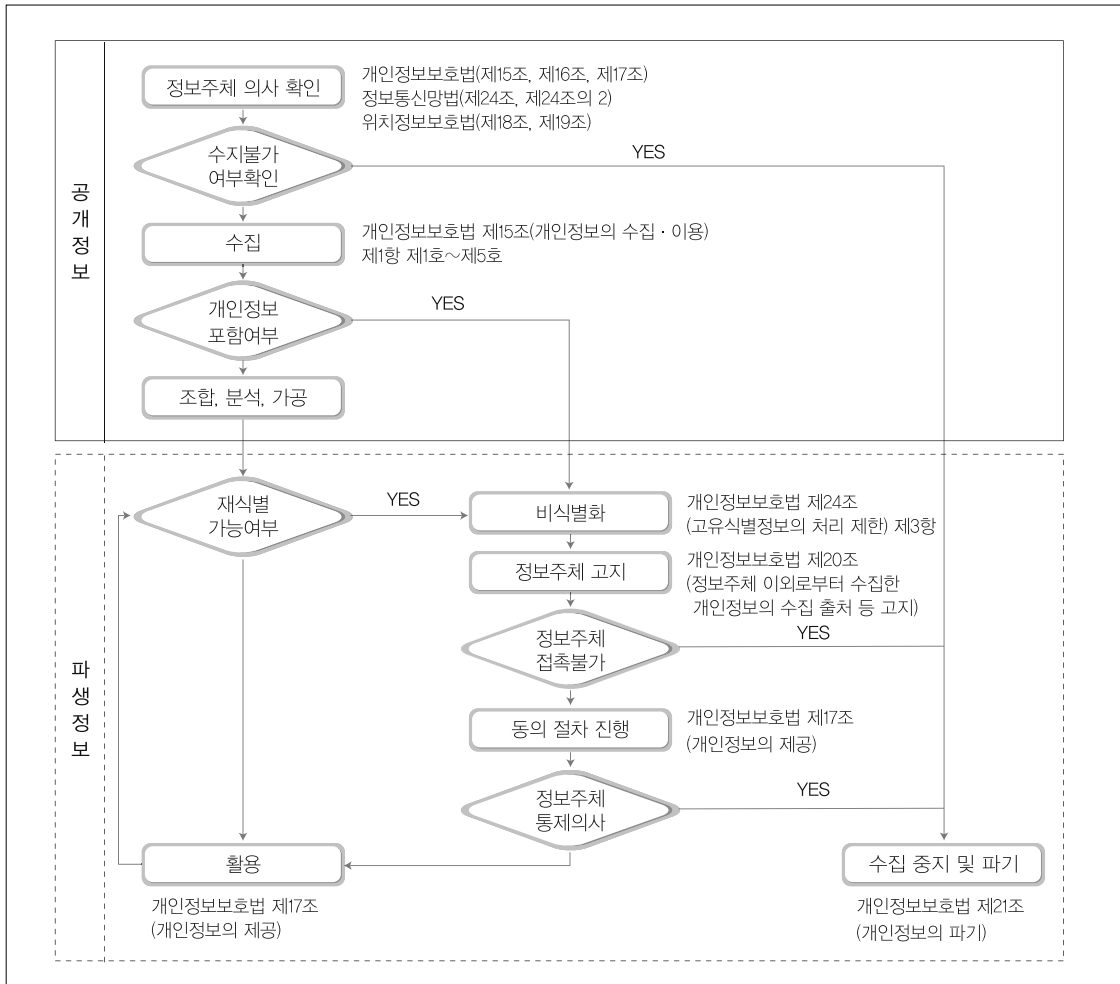 공개정보
정보주체 의사 확인
개인정보보호법(제15조, 제16조, 제17조)
정보통신망법(제24조, 제24조의 2)
위치정보보호법(제18조, 제19조)
수지불가
여부확인
YES
수집
개인정보보호법 제15조(개인정보의 수집·이용)
제1항 제1호~제5호
개인정보
포함여부
YES
조합, 분석, 가공
파생정보
재식별
가능여부
YES
비식별화
개인정보보호법 제24조
(고유식별정보의 처리 제한) 제3항
정보주체 고지
개인정보보호법 제20조
(정보주체 이외로부터 수집한
개인정보의 수집 출처 등 고지)
정보주체
접촉불가
YES
동의 절차 진행
개인정보보호법 제17조
(개인정보의 제공)
정보주체
통제의사
YES
활용
개인정보보호법 제17조
(개인정보의 제공)
수집 중지 및 파기
개인정보보호법 제21조
(개인정보의 파기)